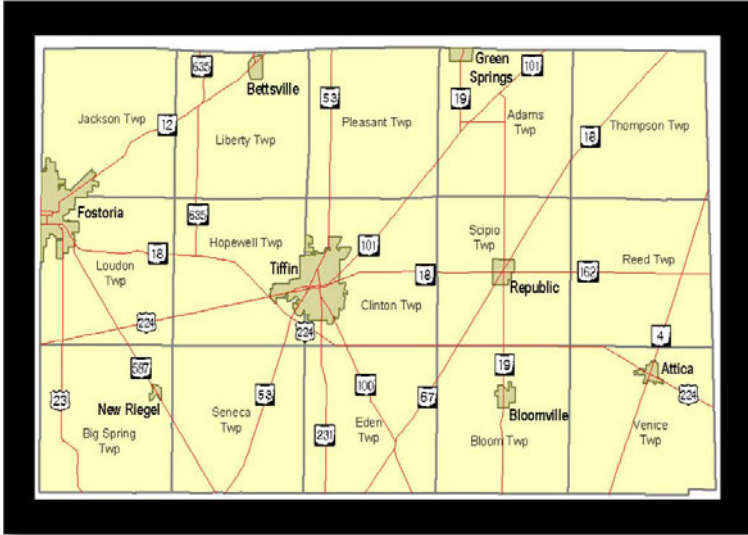 635
Bettsville
Green
Springs
101
53
19
Jackson Twp
12
Liberty Twp
Pleasant Twp
Adams
Twp
18
Thompson Twp
Fostoria
635
Hopewell Twp
101
Scipio
Twp
18
Loudon
Twp
Tiffin
18
Republic
162
Reed Twp
Clinton Twp
224
224
4
587
19
Attica
23
New Riegel
53
100
67
Bloomville
224
Seneca
Twp
Big Spring
Twp
231
Eden
Twp
Bloom Twp
Venice
Twp